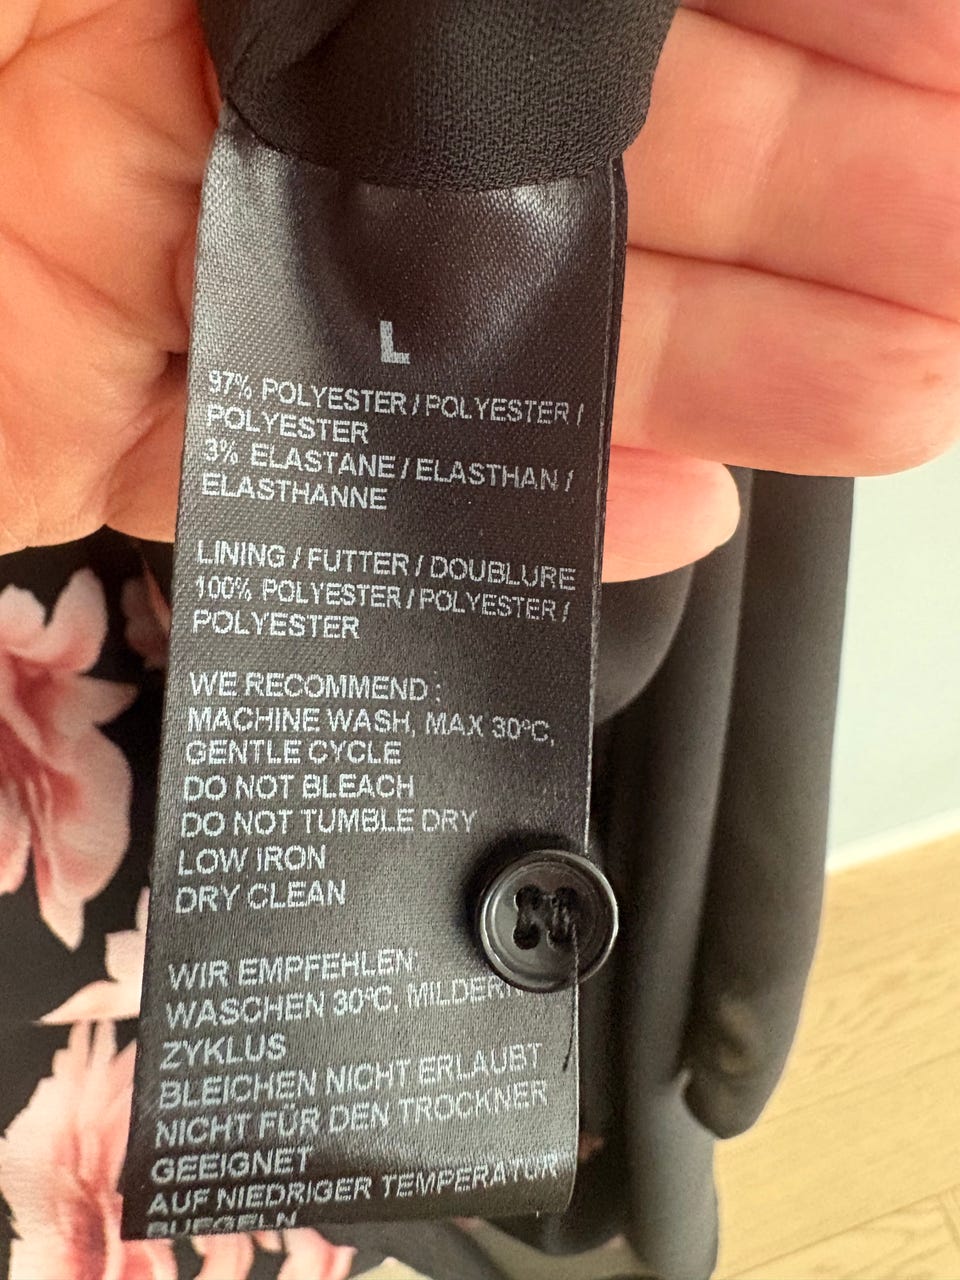 L
97% POLYESTER / POLYESTER /
POLYESTER
3% ELASTANE / ELASTHAN /
ELASTHANNE
LINING / FUTTER / DOUBLURE
100% POLYESTER / POLYESTER /
POLYESTER
WE RECOMMEND :
MACHINE WASH, MAX 30°C,
GENTLE CYCLE
DO NOT BLEACH
DO NOT TUMBLE DRY
LOW IRON
DRY CLEAN
WIR EMPFEHLEN:
WASCHEN 30°C, MILDERN
ZYKLUS
BLEICHEN NICHT ERLAUBT
NICHT FÜR DEN TROCKNER
GEEIGNET
AUF NIEDRIGER TEMPERATUR
BUEGELN